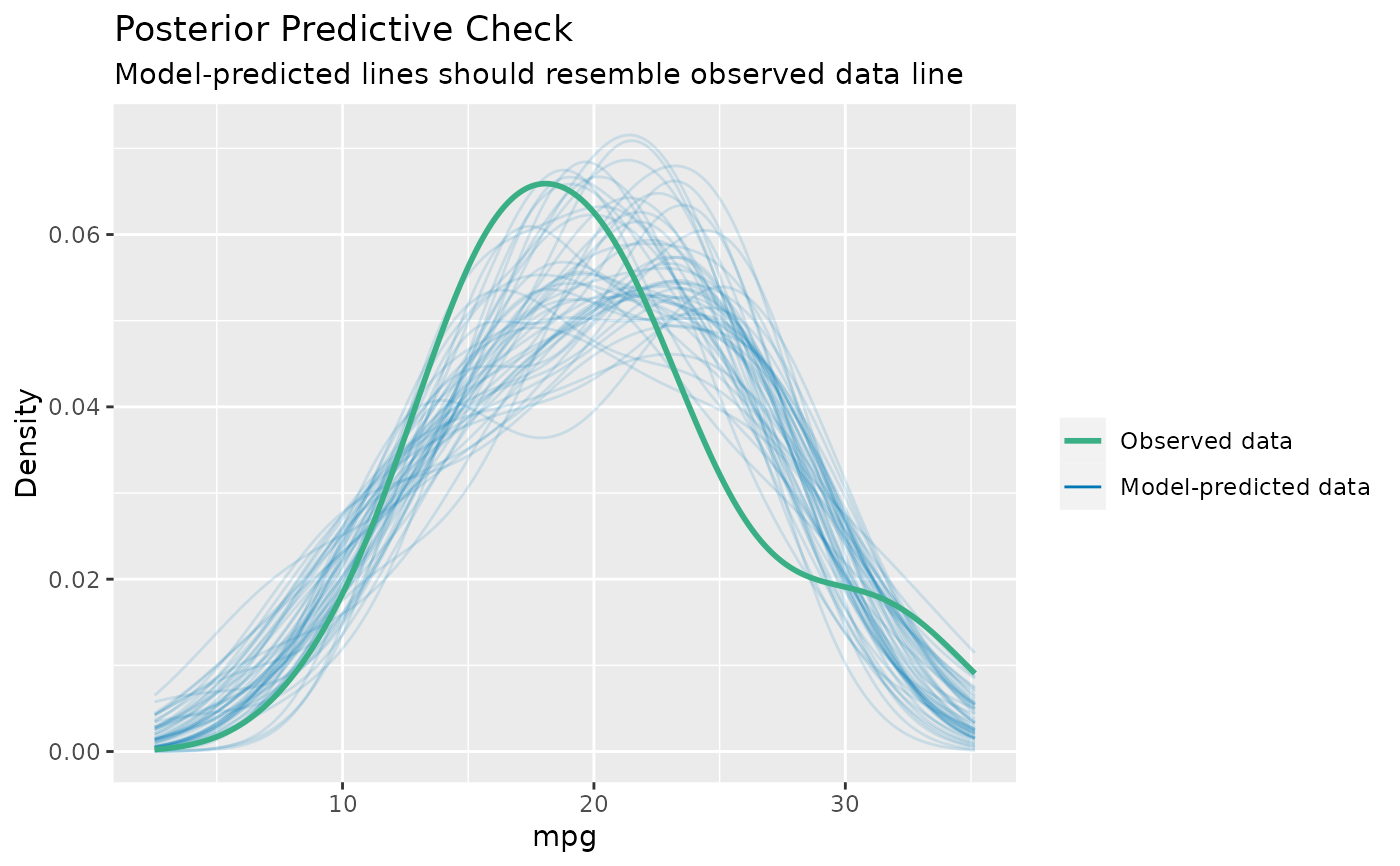 Posterior Predictive Check
Model-predicted lines should resemble observed data line
Density
0.06
0.04
0.02
0.00
10 20 30
mpg
Observed data
Model-predicted data